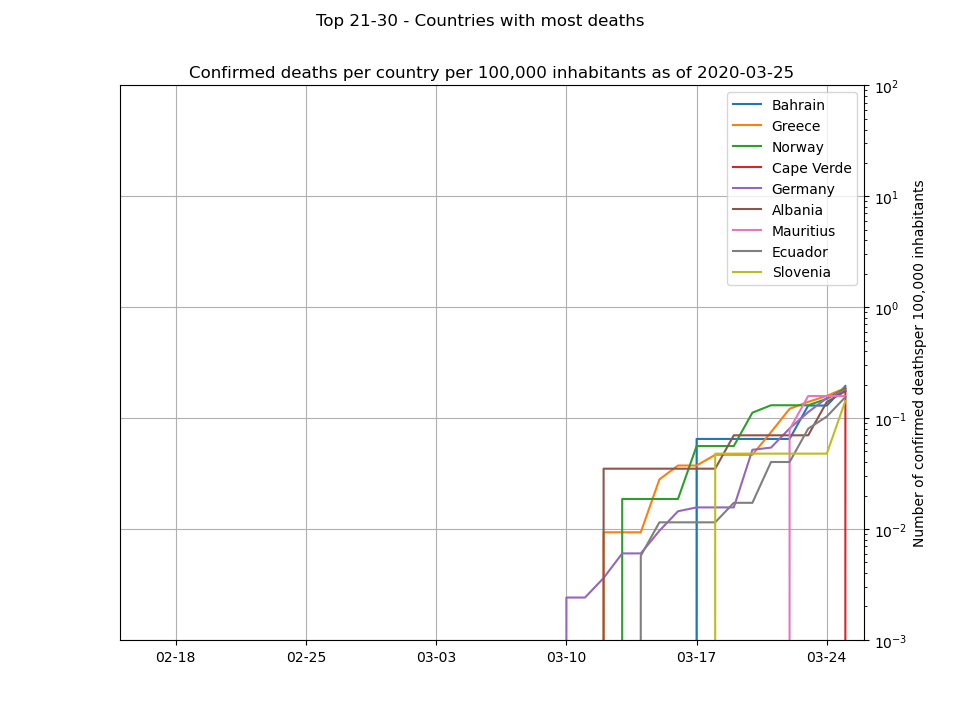 Top 21-30 - Countries with most deaths
Confirmed deaths per country per 100,000 inhabitants as of 2020-03-25
Bahrain
Greece
Norway
Cape Verde
Germany
Albania
Mauritius
Ecuador
Slovenia
10²
10¹
10⁰
10⁻¹
10⁻²
10⁻³
Number of confirmed deathsper 100,000 inhabitants
02-18 02-25 03-03 03-10 03-17 03-24